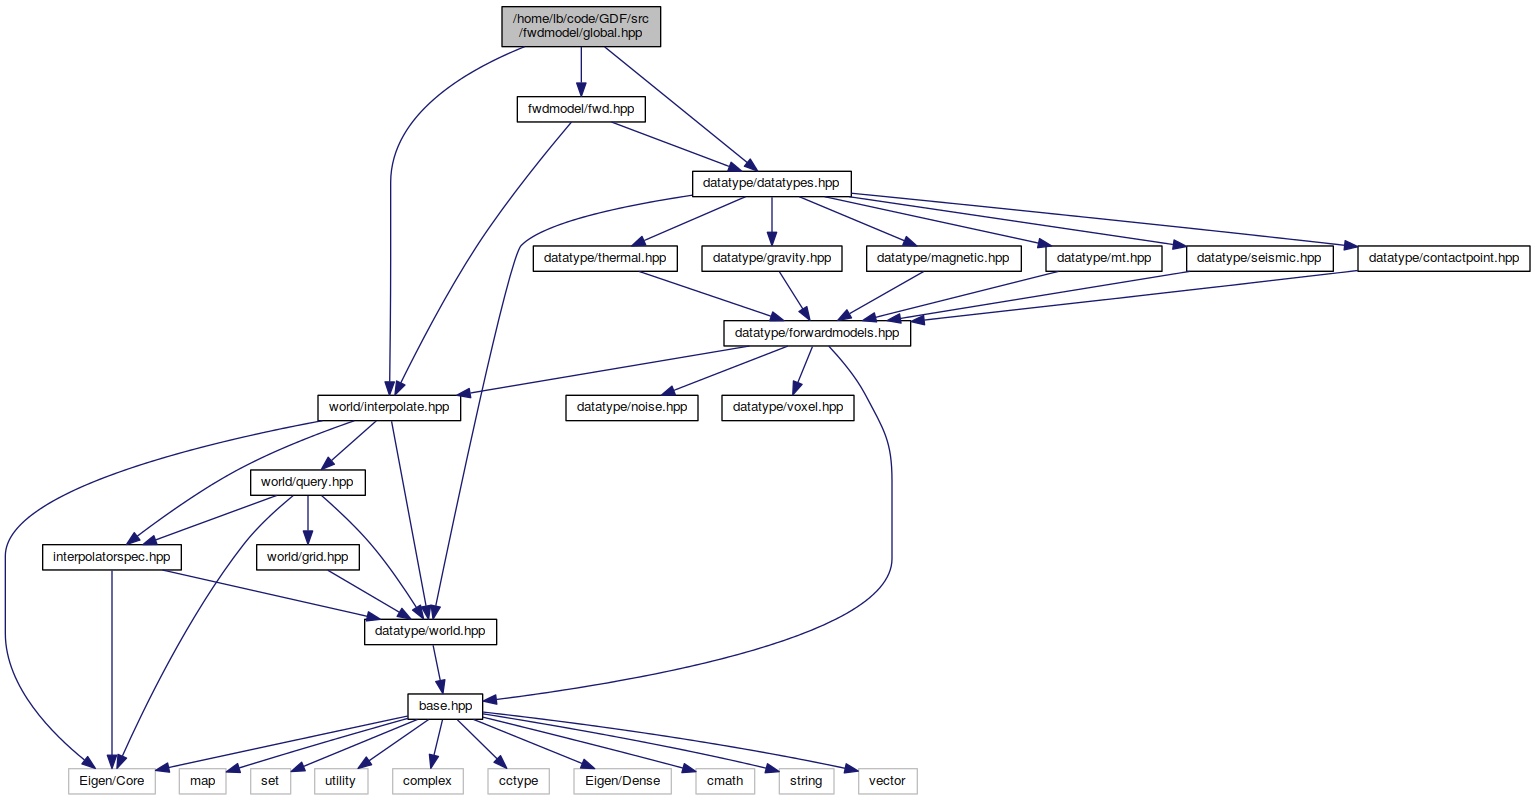 /home/lb/code/GDF/src
/fwdmodel/global.hpp
fwdmodel/fwd.hpp
datatype/datatypes.hpp
datatype/thermal.hpp
datatype/gravity.hpp
datatype/magnetic.hpp
datatype/mt.hpp
datatype/seismic.hpp
datatype/contactpoint.hpp
datatype/forwardmodels.hpp
world/interpolate.hpp
datatype/noise.hpp
datatype/voxel.hpp
world/query.hpp
interpolatorspec.hpp
world/grid.hpp
datatype/world.hpp
base.hpp
Eigen/Core
map
set
utility
complex
cctype
Eigen/Dense
cmath
string
vector